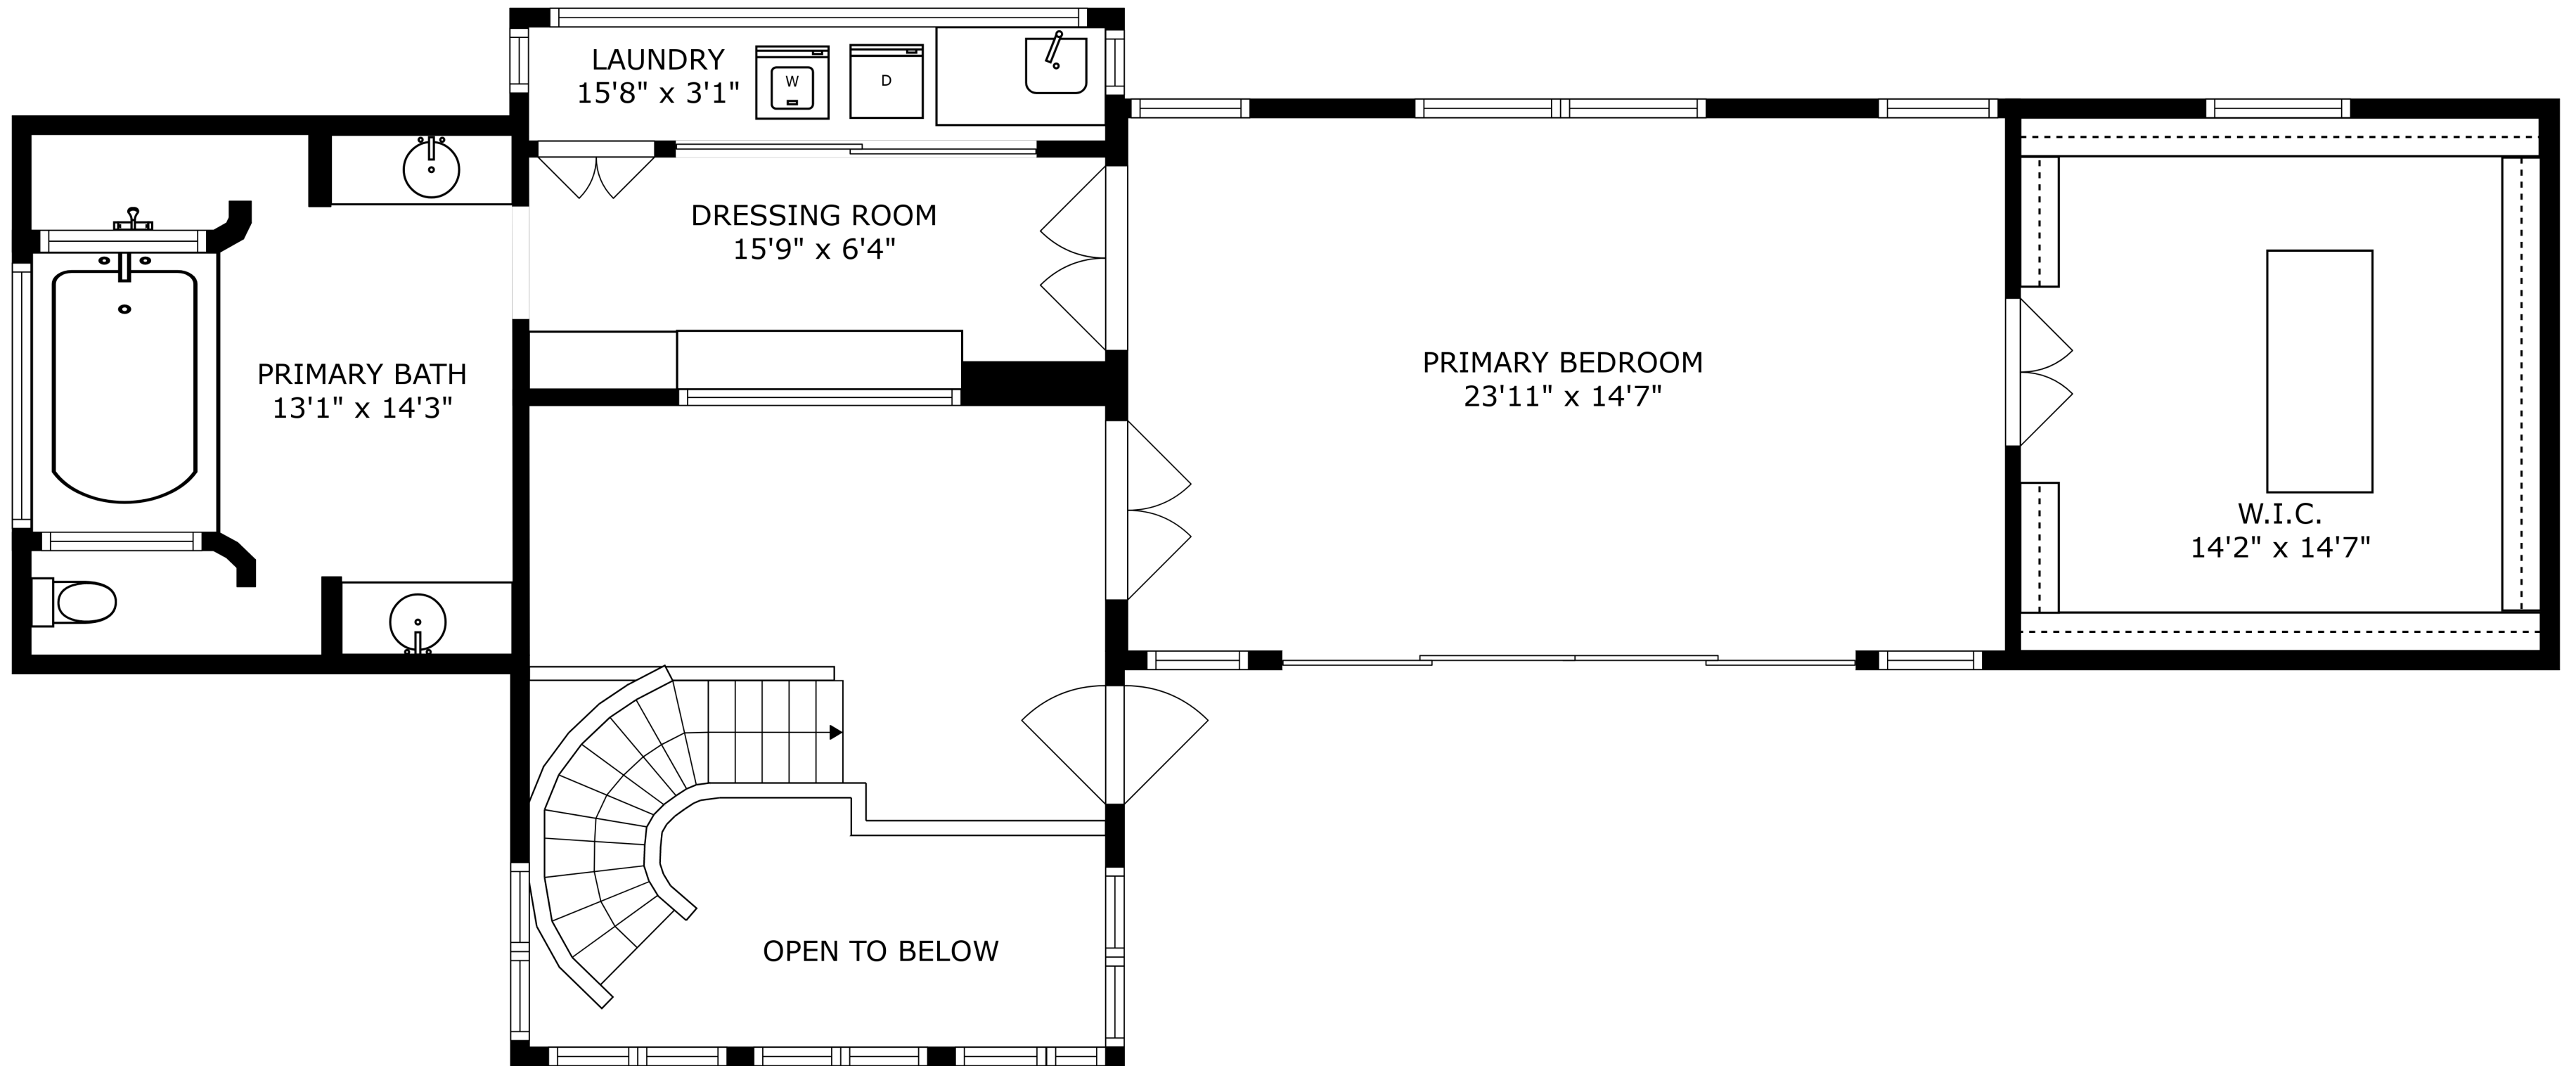 LAUNDRY
15'8" x 3'1"
W
D
DRESSING ROOM
15'9" x 6'4"
PRIMARY BATH
13'1" x 14'3"
PRIMARY BEDROOM
23'11" x 14'7"
W.I.C.
14'2" x 14'7"
OPEN TO BELOW